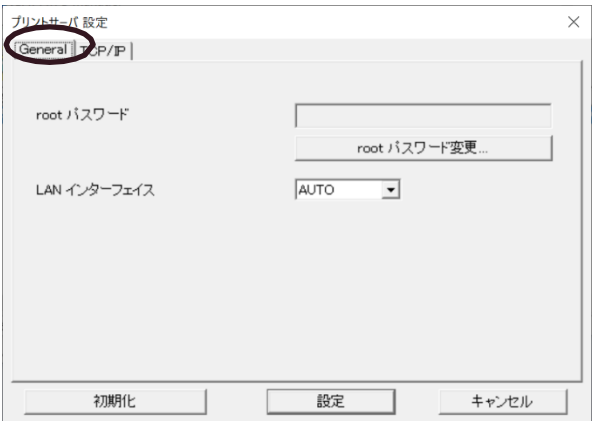 プリントサーバ 設定
General TCP/IP
root パスワード
root パスワード変更...
LAN インターフェイス AUTO
初期化 設定 キャンセル